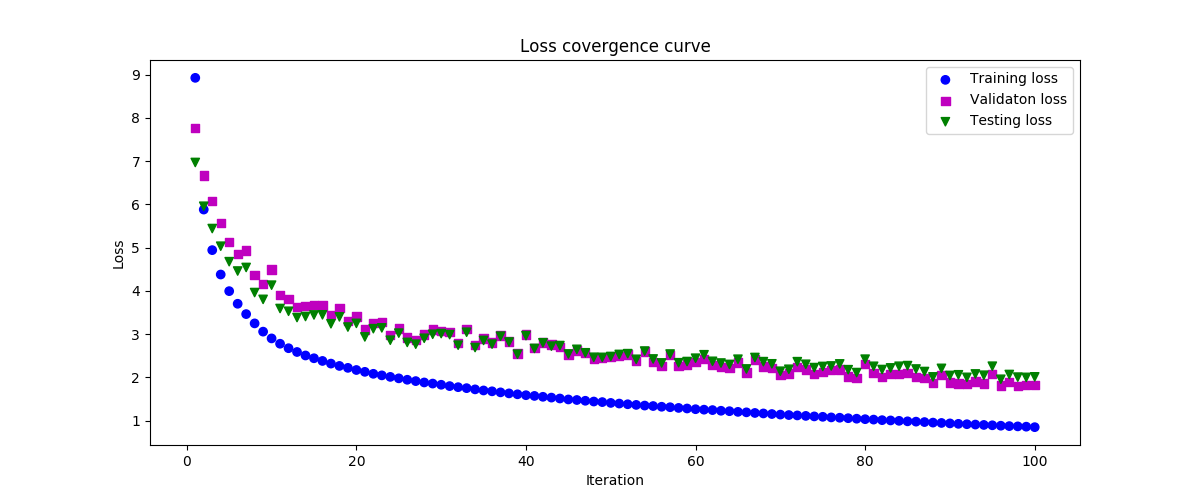 Loss covergence curve
9
8
7
6
5
4
3
2
1
Loss
0 20 40 60 80 100
Iteration
Training loss
Validaton loss
Testing loss